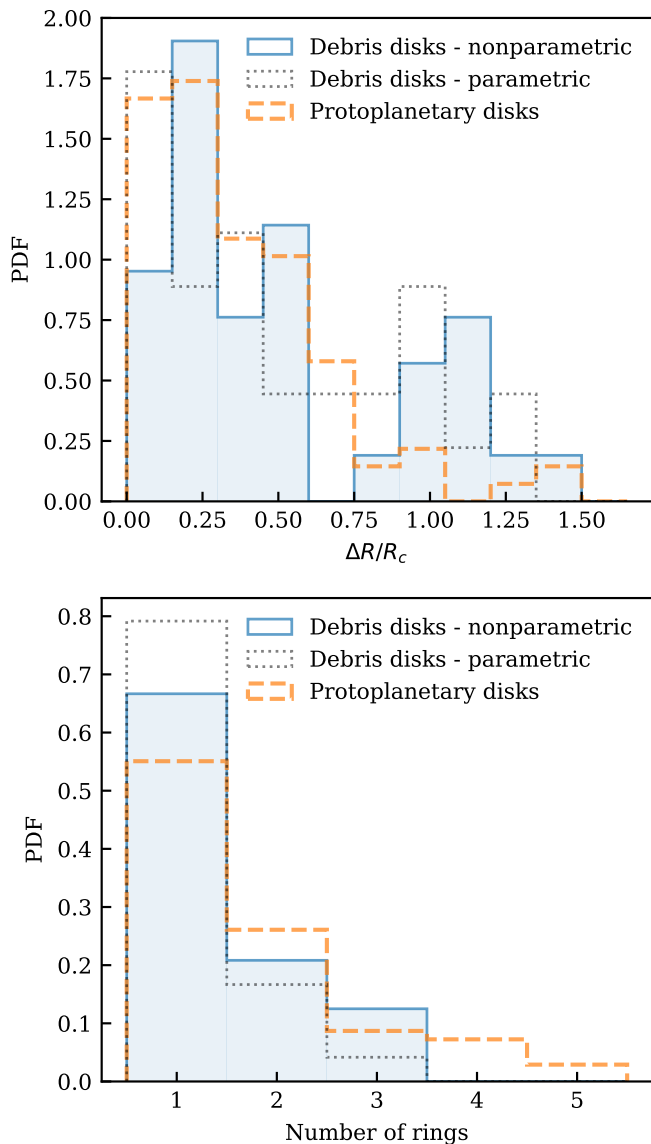 2.00
1.75
1.50
1.25
1.00
0.75
0.50
0.25
0.00
PDF
Debris disks - nonparametric
Debris disks - parametric
Protoplanetary disks
0.00 0.25 0.50 0.75 1.00 1.25 1.50
ΔR/R_c
0.8
0.7
0.6
0.5
0.4
0.3
0.2
0.1
0.0
PDF
Debris disks - nonparametric
Debris disks - parametric
Protoplanetary disks
1 2 3 4 5
Number of rings